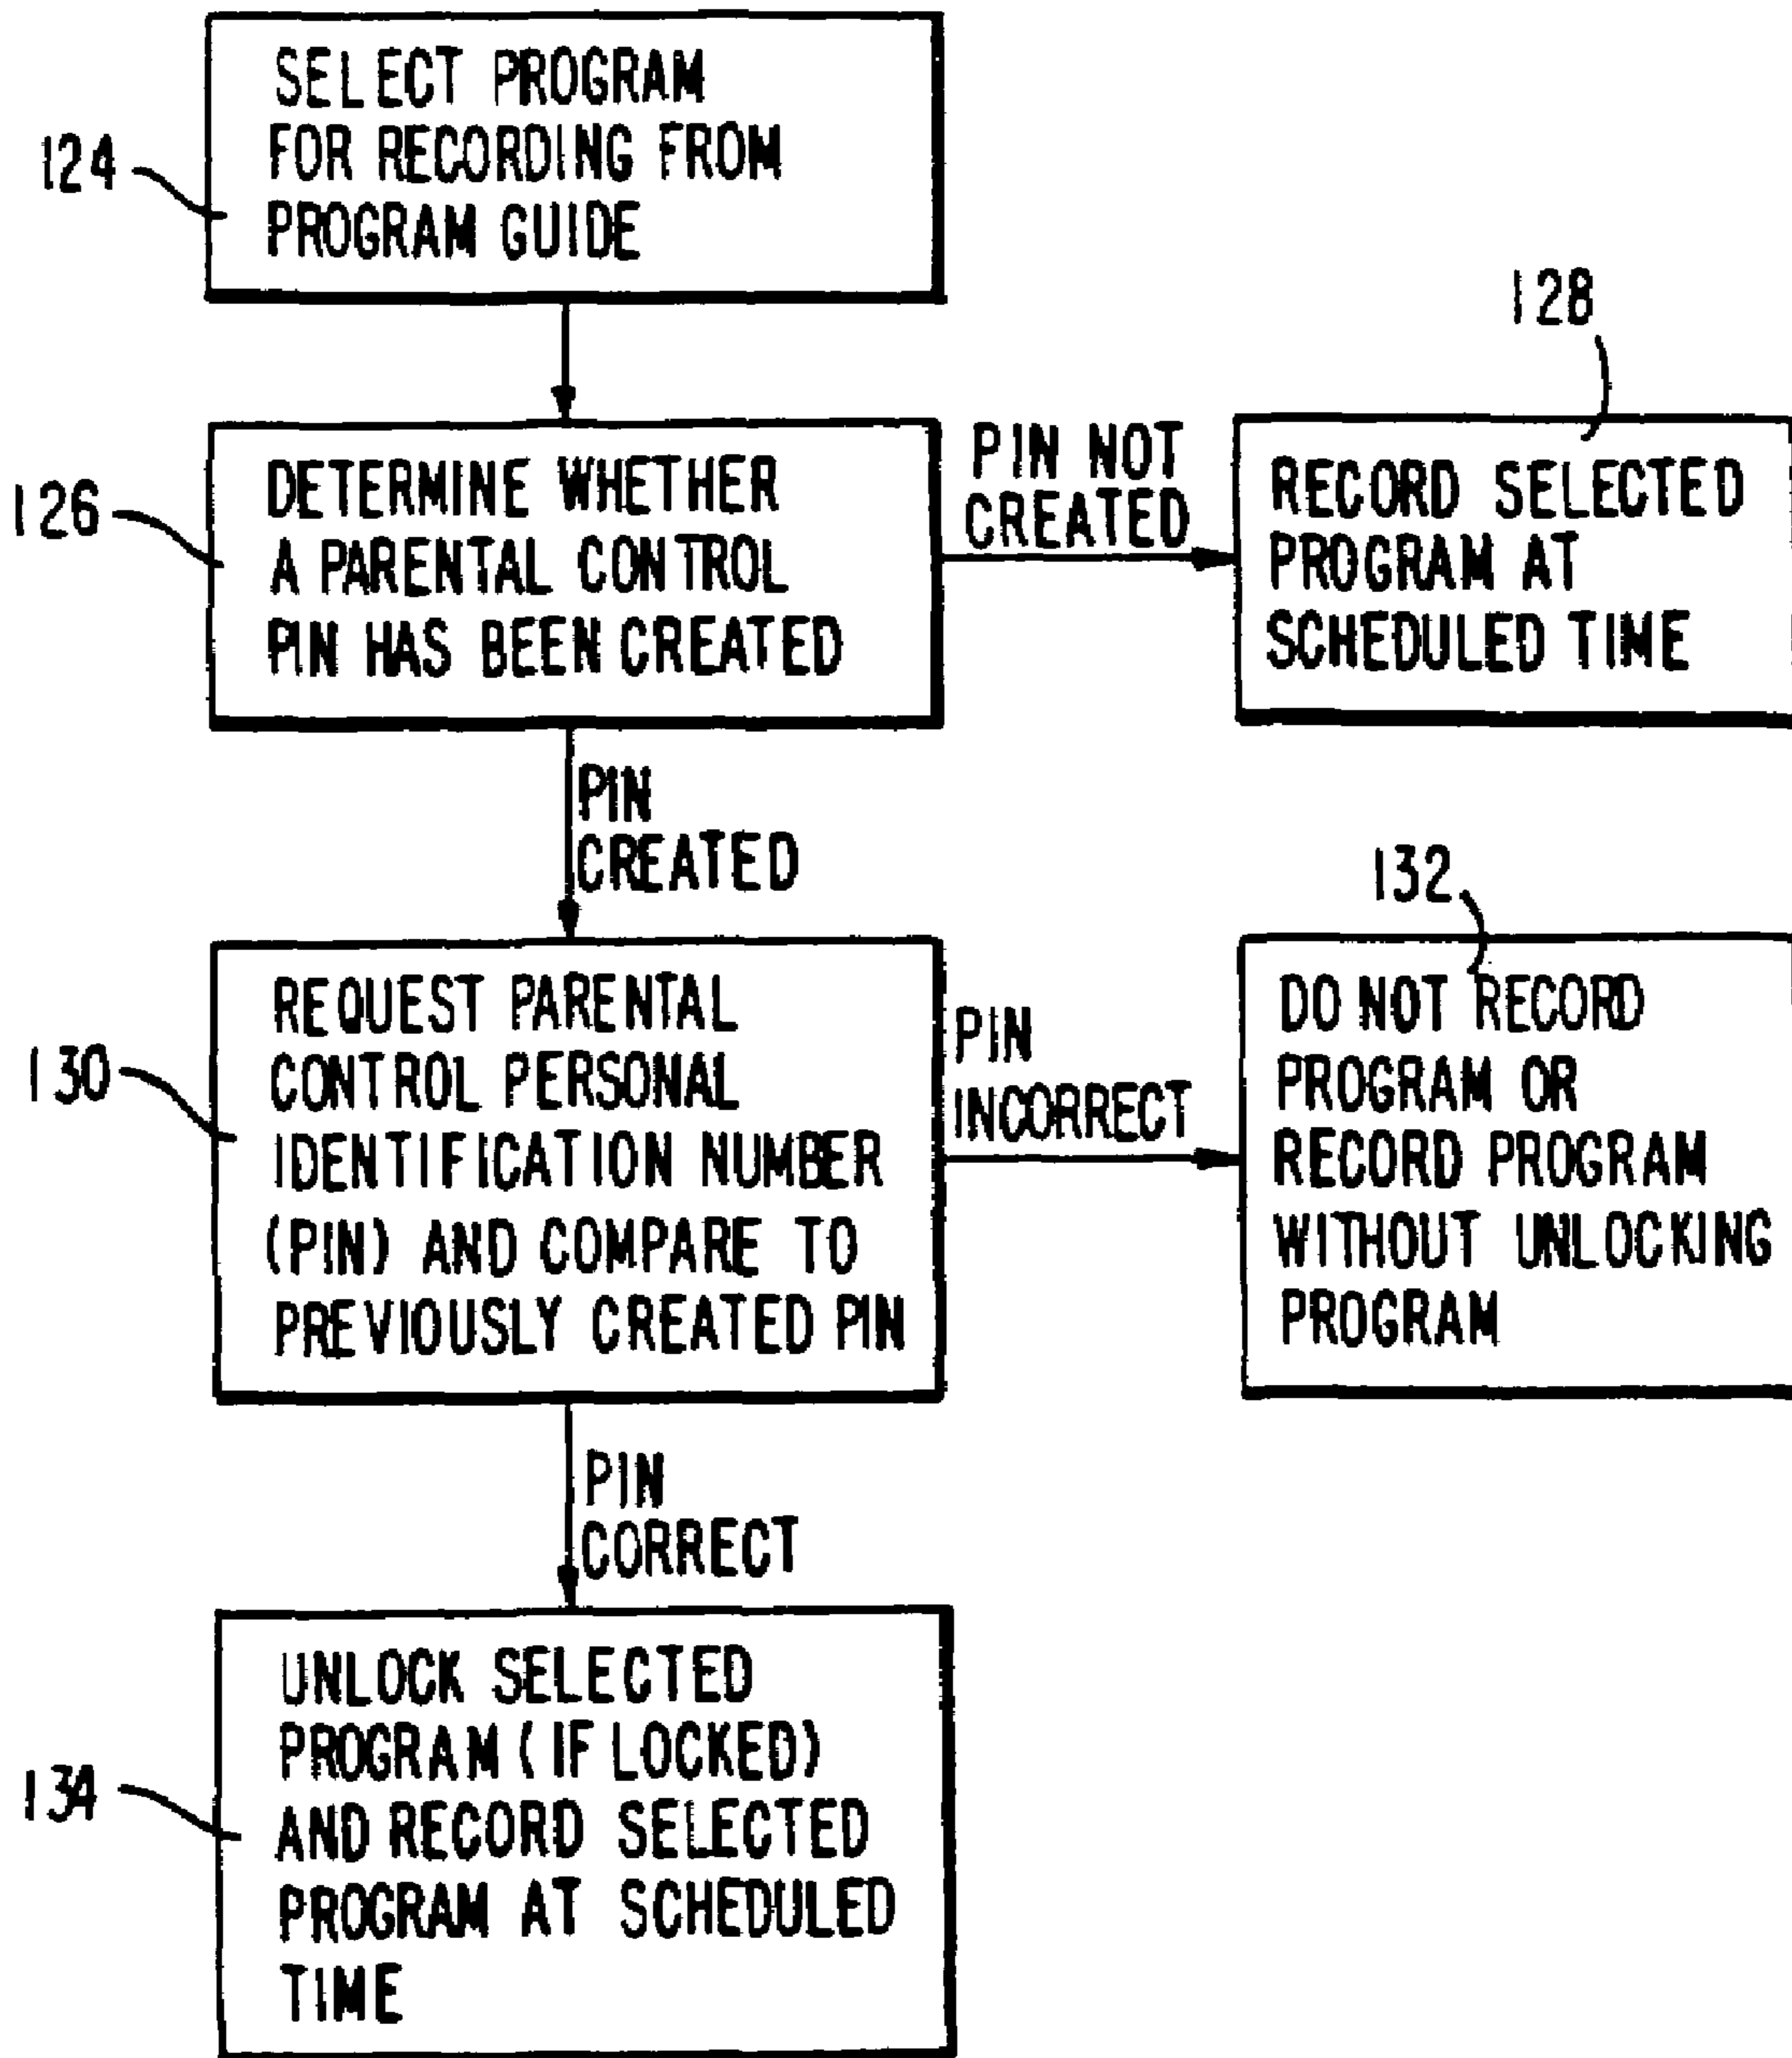 SELECT PROGRAM
FOR RECORDING FROM
PROGRAM GUIDE
124
128
DETERMINE WHETHER
A PARENTAL CONTROL
PIN HAS BEEN CREATED
126
PIN NOT
CREATED
RECORD SELECTED
PROGRAM AT
SCHEDULED TIME
PIN
CREATED
132
REQUEST PARENTAL
CONTROL PERSONAL
IDENTIFICATION NUMBER
(PIN) AND COMPARE TO
PREVIOUSLY CREATED PIN
130
PIN
INCORRECT
DO NOT RECORD
PROGRAM OR
RECORD PROGRAM
WITHOUT UNLOCKING
PROGRAM
PIN
CORRECT
UNLOCK SELECTED
PROGRAM (IF LOCKED)
AND RECORD SELECTED
PROGRAM AT SCHEDULED
TIME
134